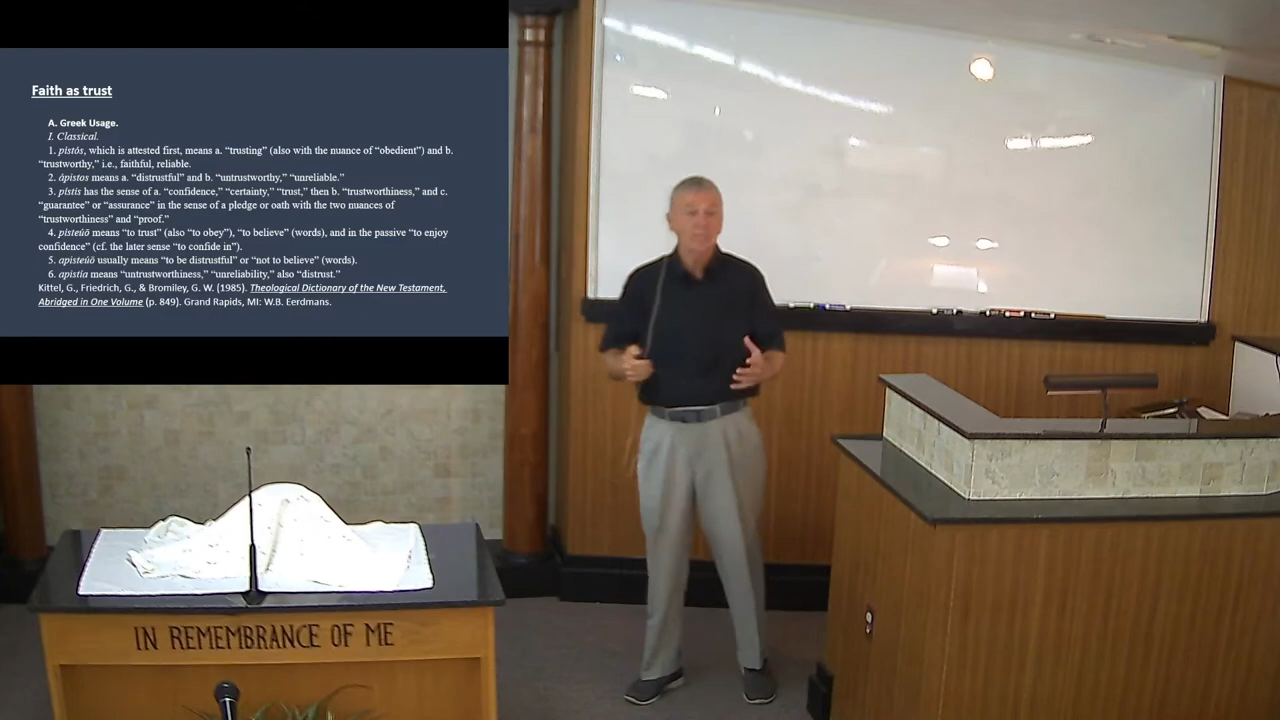 Faith as trust
A. Greek Usage.
I. Classical.
1. pistós, which is attested first, means a. “trusting” (also with the nuance of “obedient”) and b.
“trustworthy,” i.e., faithful, reliable.
2. àpistos means a. “distrustful” and b. “untrustworthy,” “unreliable.”
3. pístis has the sense of a. “confidence,” “certainty,” “trust,” then b. “trustworthiness,” and c.
“guarantee” or “assurance” in the sense of a pledge or oath with the two nuances of
“trustworthiness” and “proof.”
4. pisteúō means “to trust” (also “to obey”), “to believe” (words), and in the passive “to enjoy
confidence” (cf. the later sense “to confide in”).
5. apisteúō usually means “to be distrustful” or “not to believe” (words).
6. apistía means “untrustworthiness,” “unreliability,” also “distrust.”
Kittel, G., Friedrich, G., & Bromiley, G. W. (1985). Theological Dictionary of the New Testament,
Abridged in One Volume (p. 849). Grand Rapids, MI: W.B. Eerdmans.
IN REMEMBRANCE OF ME